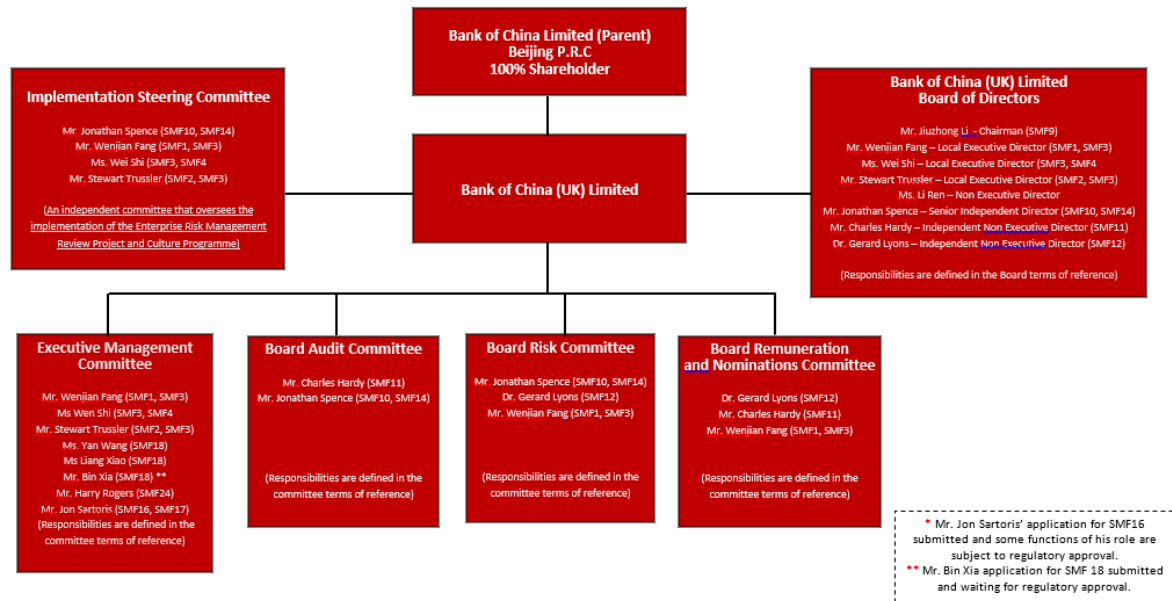 Bank of China Limited (Parent)
Beijing P.R.C
100% Shareholder
Implementation Steering Committee
Mr. Jonathan Spence (SMF10, SMF14)
Mr. Wenjian Fang (SMF1, SMF3)
Ms. Wei Shi (SMF3, SMF4
Mr. Stewart Trussler (SMF2, SMF3)
(An independent committee that oversees the
implementation of the Enterprise Risk Management
Review Project and Culture Programme)
Bank of China (UK) Limited
Bank of China (UK) Limited
Board of Directors
Mr. Jiuzhong Li - Chairman (SMF9)
Mr. Wenjian Fang – Local Executive Director (SMF1, SMF3)
Ms. Wei Shi – Local Executive Director (SMF3, SMF4
Mr. Stewart Trussler – Local Executive Director (SMF2, SMF3)
Ms. Li Ren – Non Executive Director
Mr. Jonathan Spence – Senior Independent Director (SMF10, SMF14)
Mr. Charles Hardy – Independent Non Executive Director (SMF11)
Dr. Gerard Lyons – Independent Non Executive Director (SMF12)
(Responsibilities are defined in the Board terms of reference)
Executive Management
Committee
Mr. Wenjian Fang (SMF1, SMF3)
Ms Wen Shi (SMF3, SMF4
Mr. Stewart Trussler (SMF2, SMF3)
Ms. Yan Wang (SMF18)
Ms Liang Xiao (SMF18)
Mr. Bin Xia (SMF18) **
Mr. Harry Rogers (SMF24)
Mr. Jon Sartoris (SMF16, SMF17)
(Responsibilities are defined in the
committee terms of reference)
Board Audit Committee
Mr. Charles Hardy (SMF11)
Mr. Jonathan Spence (SMF10, SMF14)
(Responsibilities are defined in the
committee terms of reference)
Board Risk Committee
Mr. Jonathan Spence (SMF10, SMF14)
Dr. Gerard Lyons (SMF12)
Mr. Wenjian Fang (SMF1, SMF3)
(Responsibilities are defined in the
committee terms of reference)
Board Remuneration
and Nominations Committee
Dr. Gerard Lyons (SMF12)
Mr. Charles Hardy (SMF11)
Mr. Wenjian Fang (SMF1, SMF3)
(Responsibilities are defined in the
committee terms of reference)
* Mr. Jon Sartoris' application for SMF16
submitted and some functions of his role are
subject to regulatory approval.
** Mr. Bin Xia application for SMF 18 submitted
and waiting for regulatory approval.